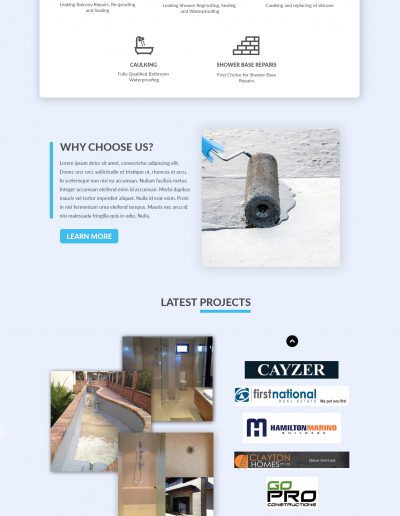 Leaking Balcony Repairs, Re-grouting
and Sealing
Leaking Shower Regrouting, Sealing
and Waterproofing
Caulking and replacing of silicone
CAULKING
Fully Qualified Bathroom
Waterproofing
SHOWER BASE REPAIRS
First Choice for Shower Base
Repairs.
WHY CHOOSE US?
Lorem ipsum dolor sit amet, consectetur adipiscing elit.
Donec orci orci, sollicitudin et tristique ut, rhoncus et arcu.
In scelerisque non nisl eu accumsan. Nullam facilisis metus.
Integer accumsan eleifend nisl id accumsan. Morbi dapibus
mauris vel tortor imperdiet aliquet. Nulla id erat enim. Proin
in nisi fermentum urna eleifend tempus. Mauris nec arcu id
nisi malesuada fringilla quis in odio. Nulla.
LEARN MORE
LATEST PROJECTS
CAYZER
firstnational
REAL ESTATE
We put you first
HAMILTON MARINO
BUILDERS
CLAYTON
HOMES
New Homes
GO
PRO
CONSTRUCTIONS